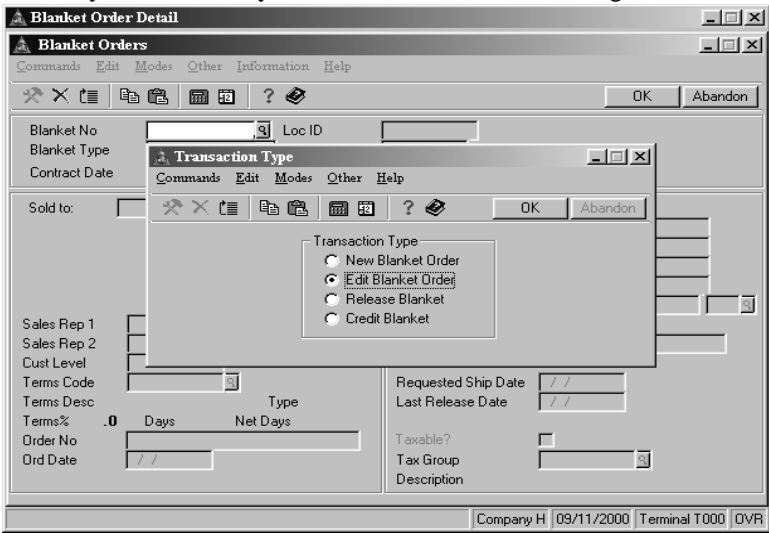 Blanket Order Detail
Blanket Orders
Commands Edit Modes Other Information Help
OK Abandon
Blanket No Loc ID
Blanket Type
Contract Date
Transaction Type
Commands Edit Modes Other Help
OK Abandon
Transaction Type
New Blanket Order
Edit Blanket Order
Release Blanket
Credit Blanket
Sold to:
Sales Rep 1
Sales Rep 2
Cust Level
Terms Code Requested Ship Date / /
Terms Desc Type Last Release Date / /
Terms% .0 Days Net Days
Order No Taxable?
Ord Date / / Tax Group
Description
Company H 09/11/2000 Terminal T000 OVR